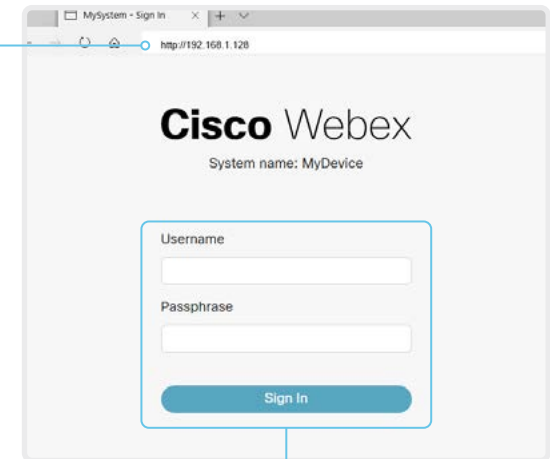 MySystem - Sign In
http://192.168.1.128
Cisco Webex
System name: MyDevice
Username
Passphrase
Sign In